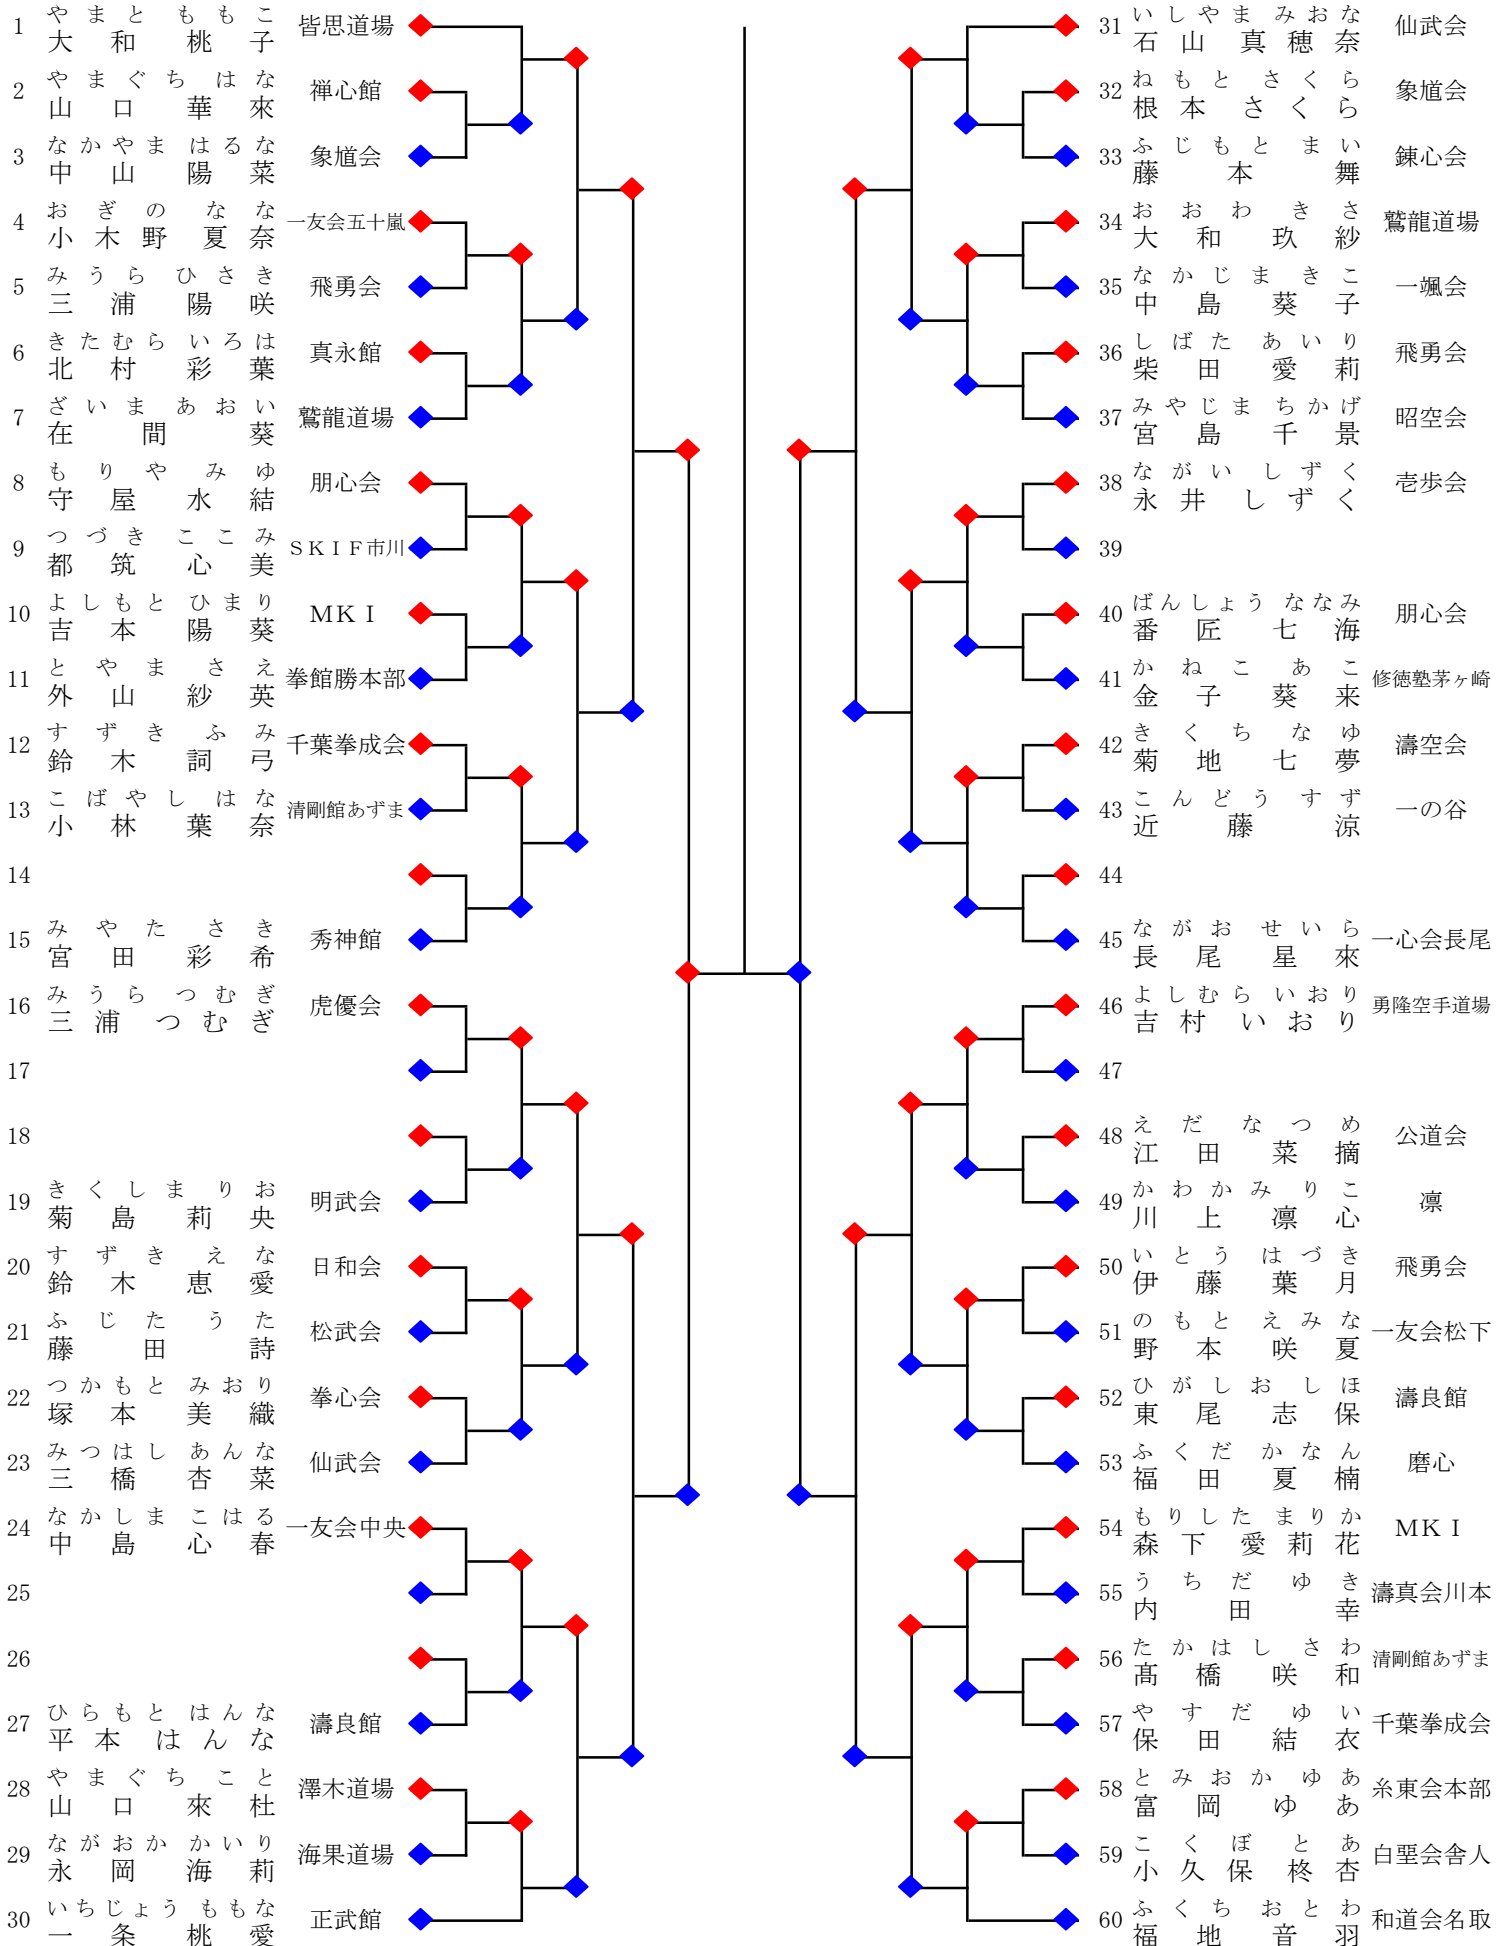 やまと ももこ
1 大和 桃子 皆思道場
やまぐち はな
2 山口 華來 禅心館
なかやま はるな
3 中山 陽菜 象馗会
おぎの なな
4 小木野 夏奈 一友会五十嵐
みうら ひさき
5 三浦 陽咲 飛勇会
きたむら いろは
6 北村 彩葉 真永館
ざいま あおい
7 在間 葵 鷲龍道場
もりや みゆ
8 守屋 水結 朋心会
つづき ここみ
9 都筑 心美 SKIF市川
よしもと ひまり
10 吉本 陽葵 MKI
とやま さえ
11 外山 紗英 拳館勝本部
すずき ふみ
12 鈴木 詞弓 千葉拳成会
こばやし はな
13 小林 葉奈 清剛館あずま
14
みやた さき
15 宮田 彩希 秀神館
みうら つむぎ
16 三浦 つむぎ 虎優会
17
18
きくしま りお
19 菊島 莉央 明武会
すずき えな
20 鈴木 恵愛 日和会
ふじた うた
21 藤田 詩 松武会
つかもと みおり
22 塚本 美織 拳心会
みつはし あんな
23 三橋 杏菜 仙武会
なかしま こはる
24 中島 心春 一友会中央
25
26
ひらもと はんな
27 平本 はんな 濤良館
やまぐち こと
28 山口 來杜 澤木道場
ながおか かいり
29 永岡 海莉 海果道場
いちじょう ももな
30 一条 桃愛 正武館
いしやま みおな
31 石山 真穂奈 仙武会
ねもと さくら
32 根本 さくら 象馗会
ふじもと まい
33 藤本 舞 錬心会
おおわ きさ
34 大和 玖紗 鷲龍道場
なかじま きこ
35 中島 葵子 一颯会
しばた あいり
36 柴田 愛莉 飛勇会
みやじま ちかげ
37 宮島 千景 昭空会
ながい しずく
38 永井 しずく 壱歩会
39
ばんしょう ななみ
40 番匠 七海 朋心会
かねこ あこ
41 金子 葵来 修徳塾茅ヶ崎
きくち なゆ
42 菊地 七夢 濤空会
こんどう すず
43 近藤 涼 一の谷
44
ながお せいら
45 長尾 星來 一心会長尾
よしむら いおり
46 吉村 いおり 勇隆空手道場
47
えだ なつめ
48 江田 菜摘 公道会
かわかみ りこ
49 川上 凛心 凛
いとう はづき
50 伊藤 葉月 飛勇会
のもと えみな
51 野本 咲夏 一友会松下
ひがしお しほ
52 東尾 志保 濤良館
ふくだ かなん
53 福田 夏楠 磨心
もりした まりか
54 森下 愛莉花 MKI
うちだ ゆき
55 内田 幸 濤真会川本
たかはし さわ
56 髙橋 咲和 清剛館あずま
やすだ ゆい
57 保田 結衣 千葉拳成会
とみおか ゆあ
58 富岡 ゆあ 糸東会本部
こくぼ とあ
59 小久保 柊杏 白堊会舎人
ふくち おとわ
60 福地 音羽 和道会名取